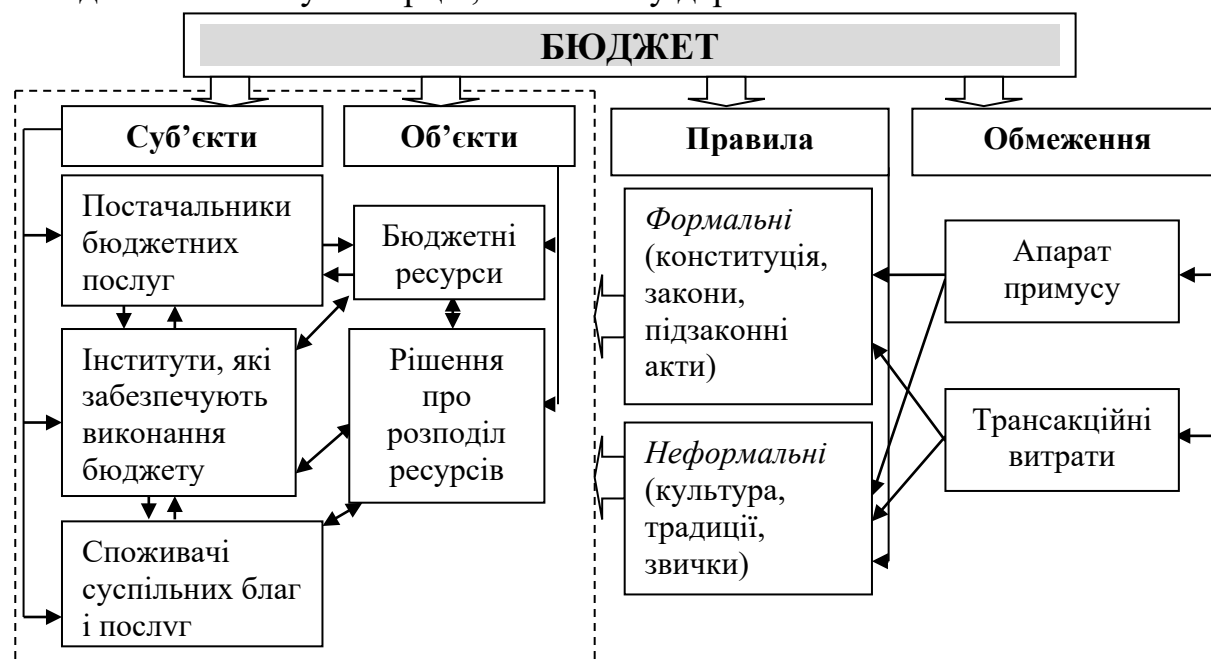 БЮДЖЕТ
Суб’єкти
Об’єкти
Правила
Обмеження
Постачальники
бюджетних
послуг
Бюджетні
ресурси
Формальні
(конституція,
закони,
підзаконні
акти)
Апарат
примусу
Інститути, які
забезпечують
виконання
бюджету
Рішення
про
розподіл
ресурсів
Трансакційні
витрати
Неформальні
(культура,
традиції,
звички)
Споживачі
суспільних благ
і послуг